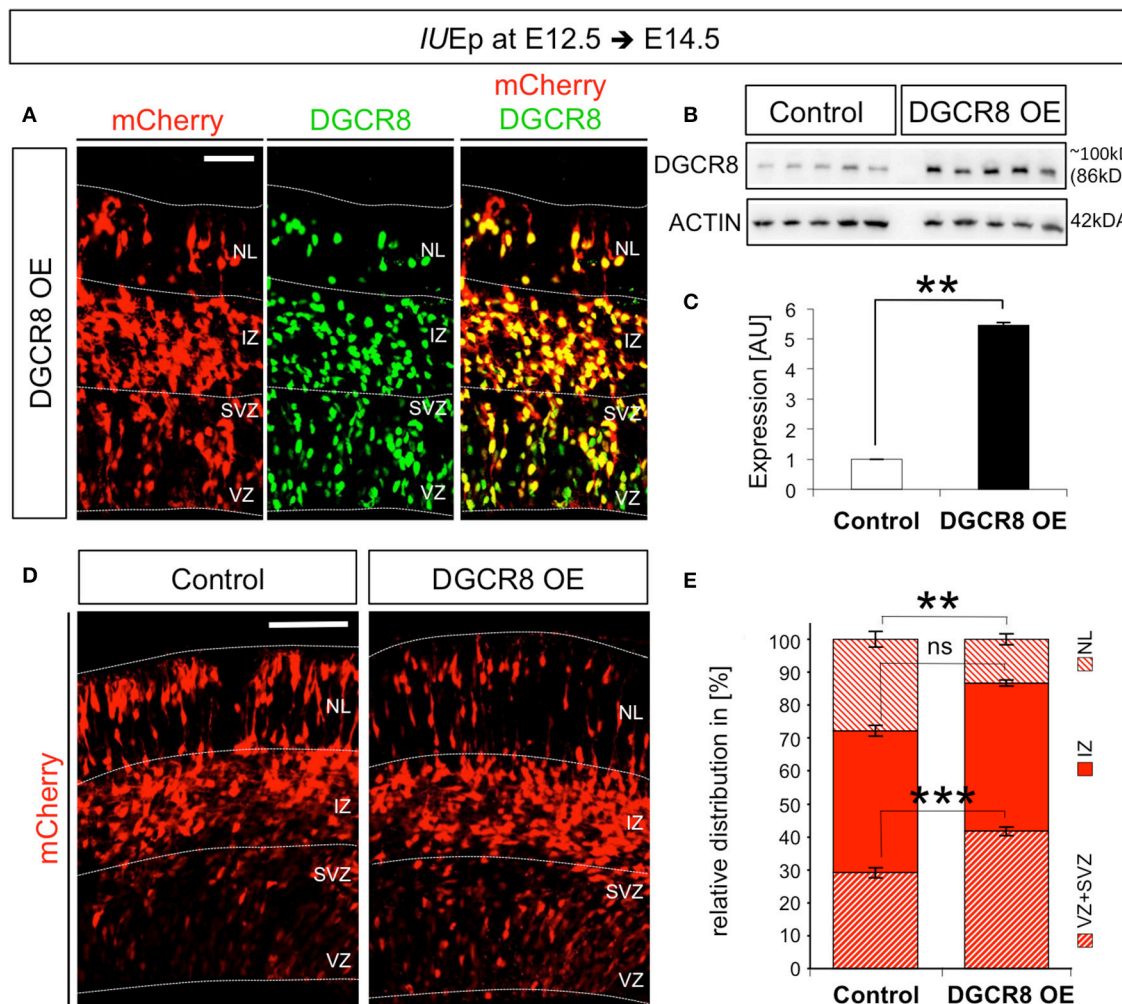 IUEp at E12.5 ➔ E14.5
A
mCherry
DGCR8
mCherry
DGCR8
DGCR8 OE
NL
IZ
SVZ
VZ
NL
IZ
SVZ
VZ
NL
IZ
SVZ
VZ
B
Control
DGCR8 OE
DGCR8
~100kD
(86kDA
ACTIN
42kDA
C
**
Expression [AU]
6
5
4
3
2
1
0
Control
DGCR8 OE
D
Control
DGCR8 OE
mCherry
NL
IZ
SVZ
VZ
NL
IZ
SVZ
VZ
E
**
ns
***
relative distribution in [%]
100
90
80
70
60
50
40
30
20
10
0
Control
DGCR8 OE
NL
IZ
VZ+SVZ